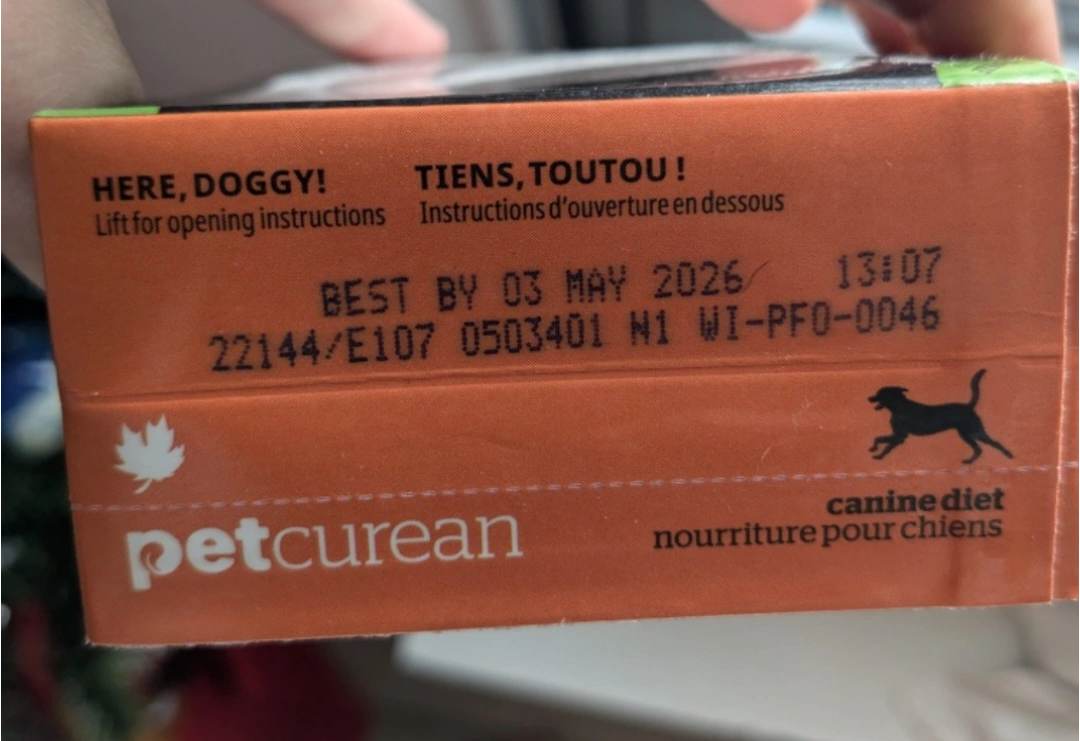 HERE, DOGGY!
Lift for opening instructions
TIENS, TOUTOU !
Instructions d'ouverture en dessous
BEST BY 03 MAY 2026 13:07
22144/E107 0503401 N1 WI-PFO-0046
petcurean
canine diet
nourriture pour chiens